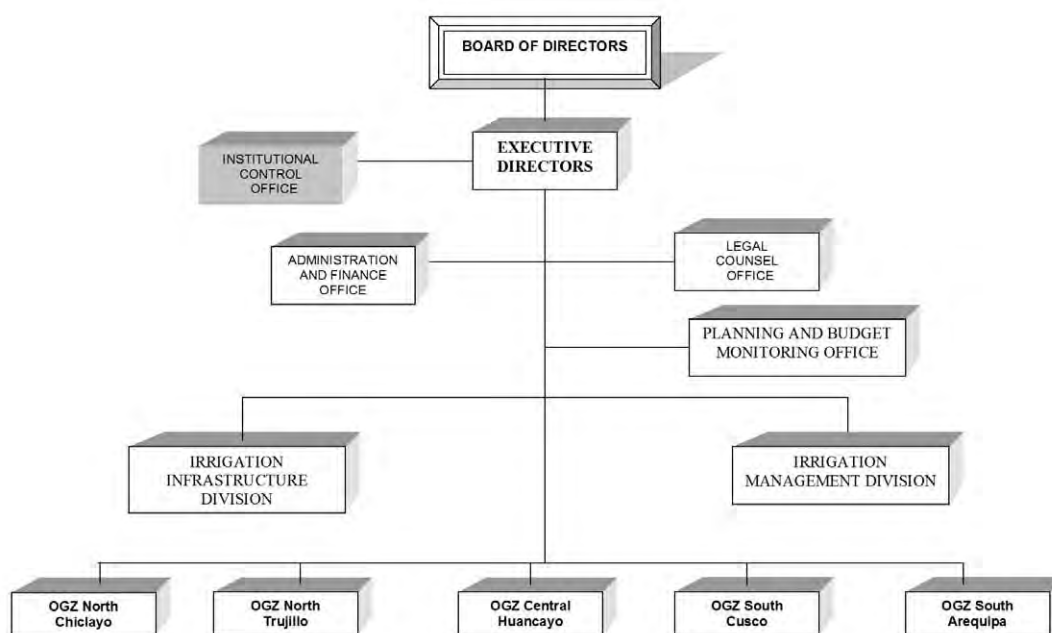 BOARD OF DIRECTORS
EXECUTIVE
DIRECTORS
INSTITUTIONAL
CONTROL
OFFICE
ADMINISTRATION
AND FINANCE
OFFICE
LEGAL
COUNSEL
OFFICE
PLANNING AND BUDGET
MONITORING OFFICE
IRRIGATION
INFRASTRUCTURE
DIVISION
IRRIGATION
MANAGEMENT DIVISION
OGZ North
Chiclayo
OGZ North
Trujillo
OGZ Central
Huancayo
OGZ South
Cusco
OGZ South
Arequipa